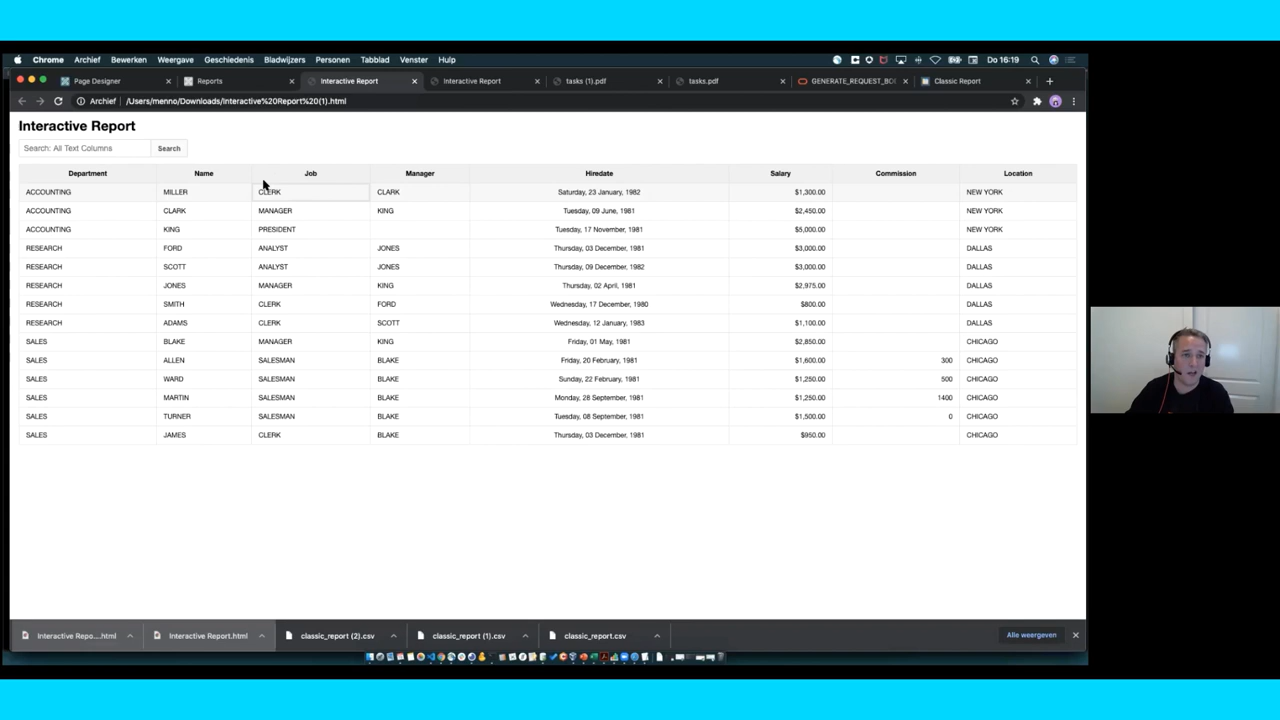 Chrome Archief Bewerken Weergave Geschiedenis Bladwijzers Personen Tabblad Venster Help Do 16:19
Page Designer Reports Interactive Report Interactive Report tasks (1).pdf tasks.pdf GENERATE_REQUEST_BO Classic Report
Archief /Users/menno/Downloads/Interactive%20Report%20(1).html
Interactive Report
Search: All Text Columns Search
Department Name Job Manager Hiredate Salary Commission Location
ACCOUNTING MILLER CLERK CLARK Saturday, 23 January, 1982 $1,300.00 NEW YORK
ACCOUNTING CLARK MANAGER KING Tuesday, 09 June, 1981 $2,450.00 NEW YORK
ACCOUNTING KING PRESIDENT Tuesday, 17 November, 1981 $5,000.00 NEW YORK
RESEARCH FORD ANALYST JONES Thursday, 03 December, 1981 $3,000.00 DALLAS
RESEARCH SCOTT ANALYST JONES Thursday, 09 December, 1982 $3,000.00 DALLAS
RESEARCH JONES MANAGER KING Thursday, 02 April, 1981 $2,975.00 DALLAS
RESEARCH SMITH CLERK FORD Wednesday, 17 December, 1980 $800.00 DALLAS
RESEARCH ADAMS CLERK SCOTT Wednesday, 12 January, 1983 $1,100.00 DALLAS
SALES BLAKE MANAGER KING Friday, 01 May, 1981 $2,850.00 CHICAGO
SALES ALLEN SALESMAN BLAKE Friday, 20 February, 1981 $1,600.00 300 CHICAGO
SALES WARD SALESMAN BLAKE Sunday, 22 February, 1981 $1,250.00 500 CHICAGO
SALES MARTIN SALESMAN BLAKE Monday, 28 September, 1981 $1,250.00 1400 CHICAGO
SALES TURNER SALESMAN BLAKE Tuesday, 08 September, 1981 $1,500.00 0 CHICAGO
SALES JAMES CLERK BLAKE Thursday, 03 December, 1981 $950.00 CHICAGO
Interactive Repo....html Interactive Report.html classic_report (2).csv classic_report (1).csv classic_report.csv Alle weergeven